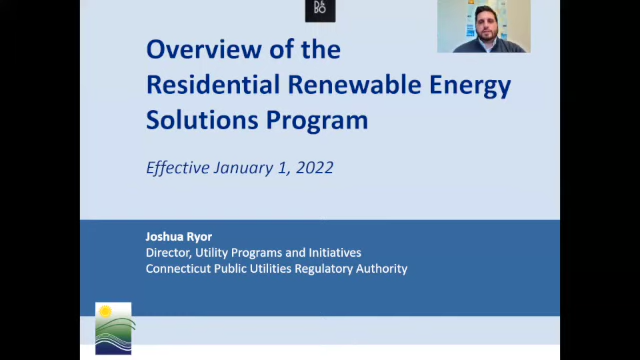 D&
BO
Overview of the
Residential Renewable Energy
Solutions Program
Effective January 1, 2022
Joshua Ryor
Director, Utility Programs and Initiatives
Connecticut Public Utilities Regulatory Authority